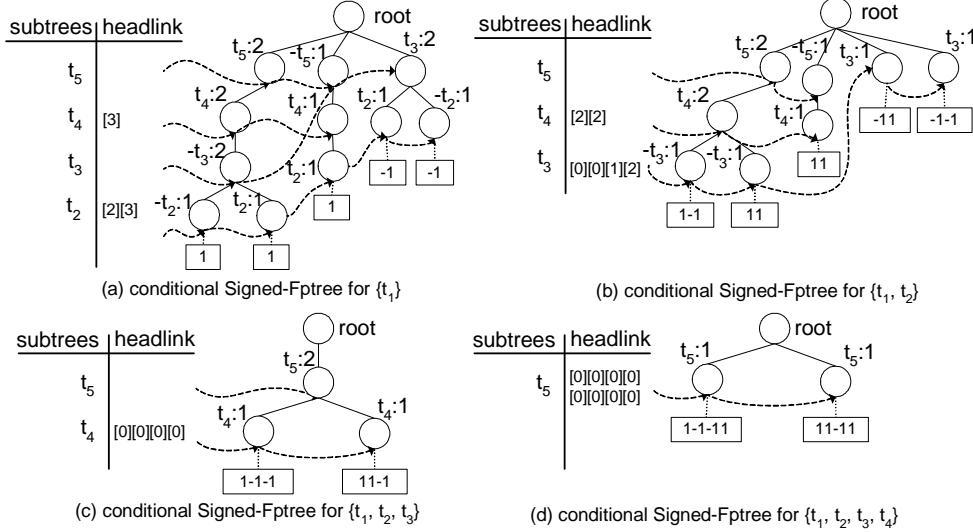 subtrees headlink
root
t5
t4 [3]
t3
t2 [2][3]
t5:2
-t5:1
t3:2
t4:2
t4:1
t2:1
-t2:1
-t3:2
t2:1
-1
-1
-t2:1
t2:1
1
1
1
(a) conditional Signed-Fptree for {t1}
subtrees headlink
root
t5
t4 [2][2]
t3 [0][0][1][2]
t5:2
-t5:1
t3:1
t3:1
t4:2
t4:1
-11
-1-1
-t3:1
-t3:1
11
1-1
11
(b) conditional Signed-Fptree for {t1, t2}
subtrees headlink
root
t5
t4 [0][0][0][0]
t5:2
t4:1
t4:1
1-1-1
11-1
(c) conditional Signed-Fptree for {t1, t2, t3}
subtrees headlink
root
t5 [0][0][0][0]
[0][0][0][0]
t5:1
t5:1
1-1-11
11-11
(d) conditional Signed-Fptree for {t1, t2, t3, t4}